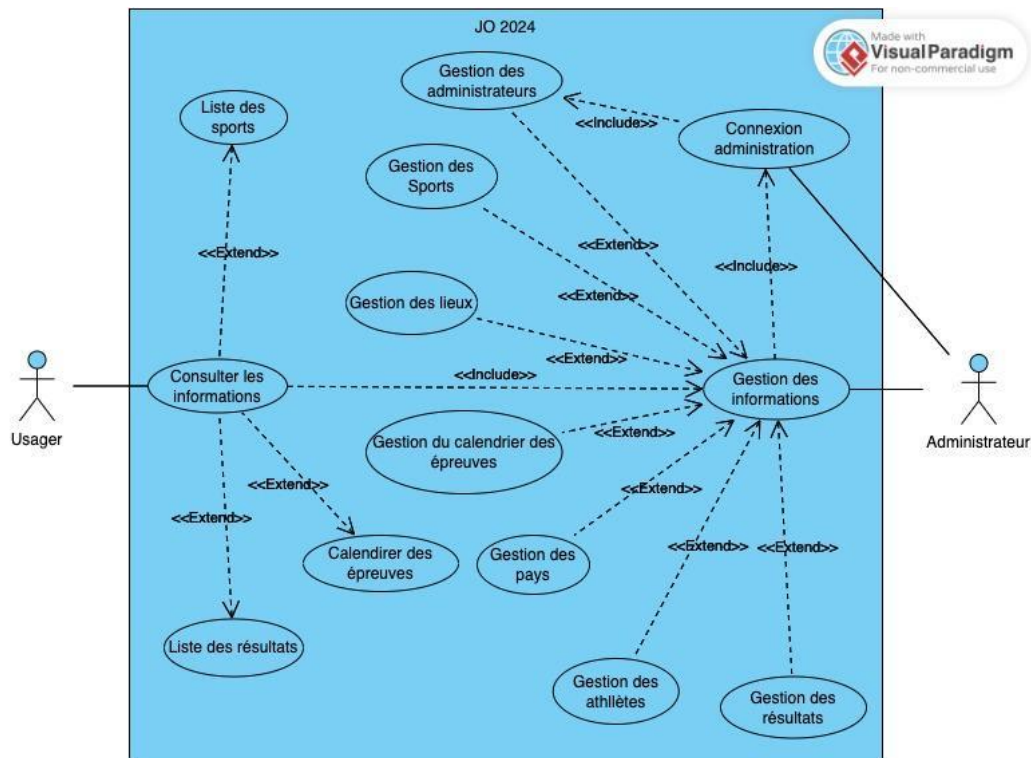 JO 2024
Made with
Visual Paradigm
For non-commercial use
Gestion des
administrateurs
Liste des
sports
<<Include>>
Connexion
administration
Gestion des
Sports
<<Extend>>
<<Extend>>
<<Include>>
<<Extend>>
Gestion des lieux
<<Extend>>
Consulter les
informations
<<Include>>
Gestion des
informations
Usager
Administrateur
Gestion du calendrier des
épreuves
<<Extend>>
<<Extend>>
<<Extend>>
<<Extend>>
Calendirer des
épreuves
Gestion des
pays
<<Extend>>
<<Extend>>
Liste des résultats
Gestion des
athllètes
Gestion des
résultats